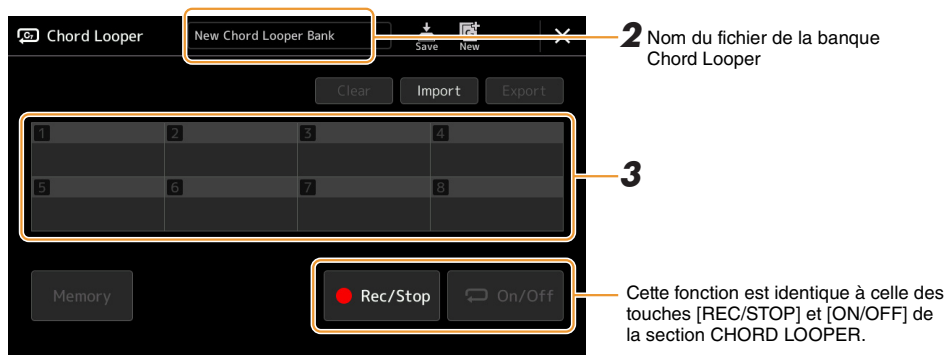 Chord Looper
New Chord Looper Bank
Save
New
2 Nom du fichier de la banque
Chord Looper
Clear
Import
Export
1
2
3
4
5
6
7
8
3
Memory
Rec/Stop
On/Off
Cette fonction est identique à celle des
touches [REC/STOP] et [ON/OFF] de
la section CHORD LOOPER.